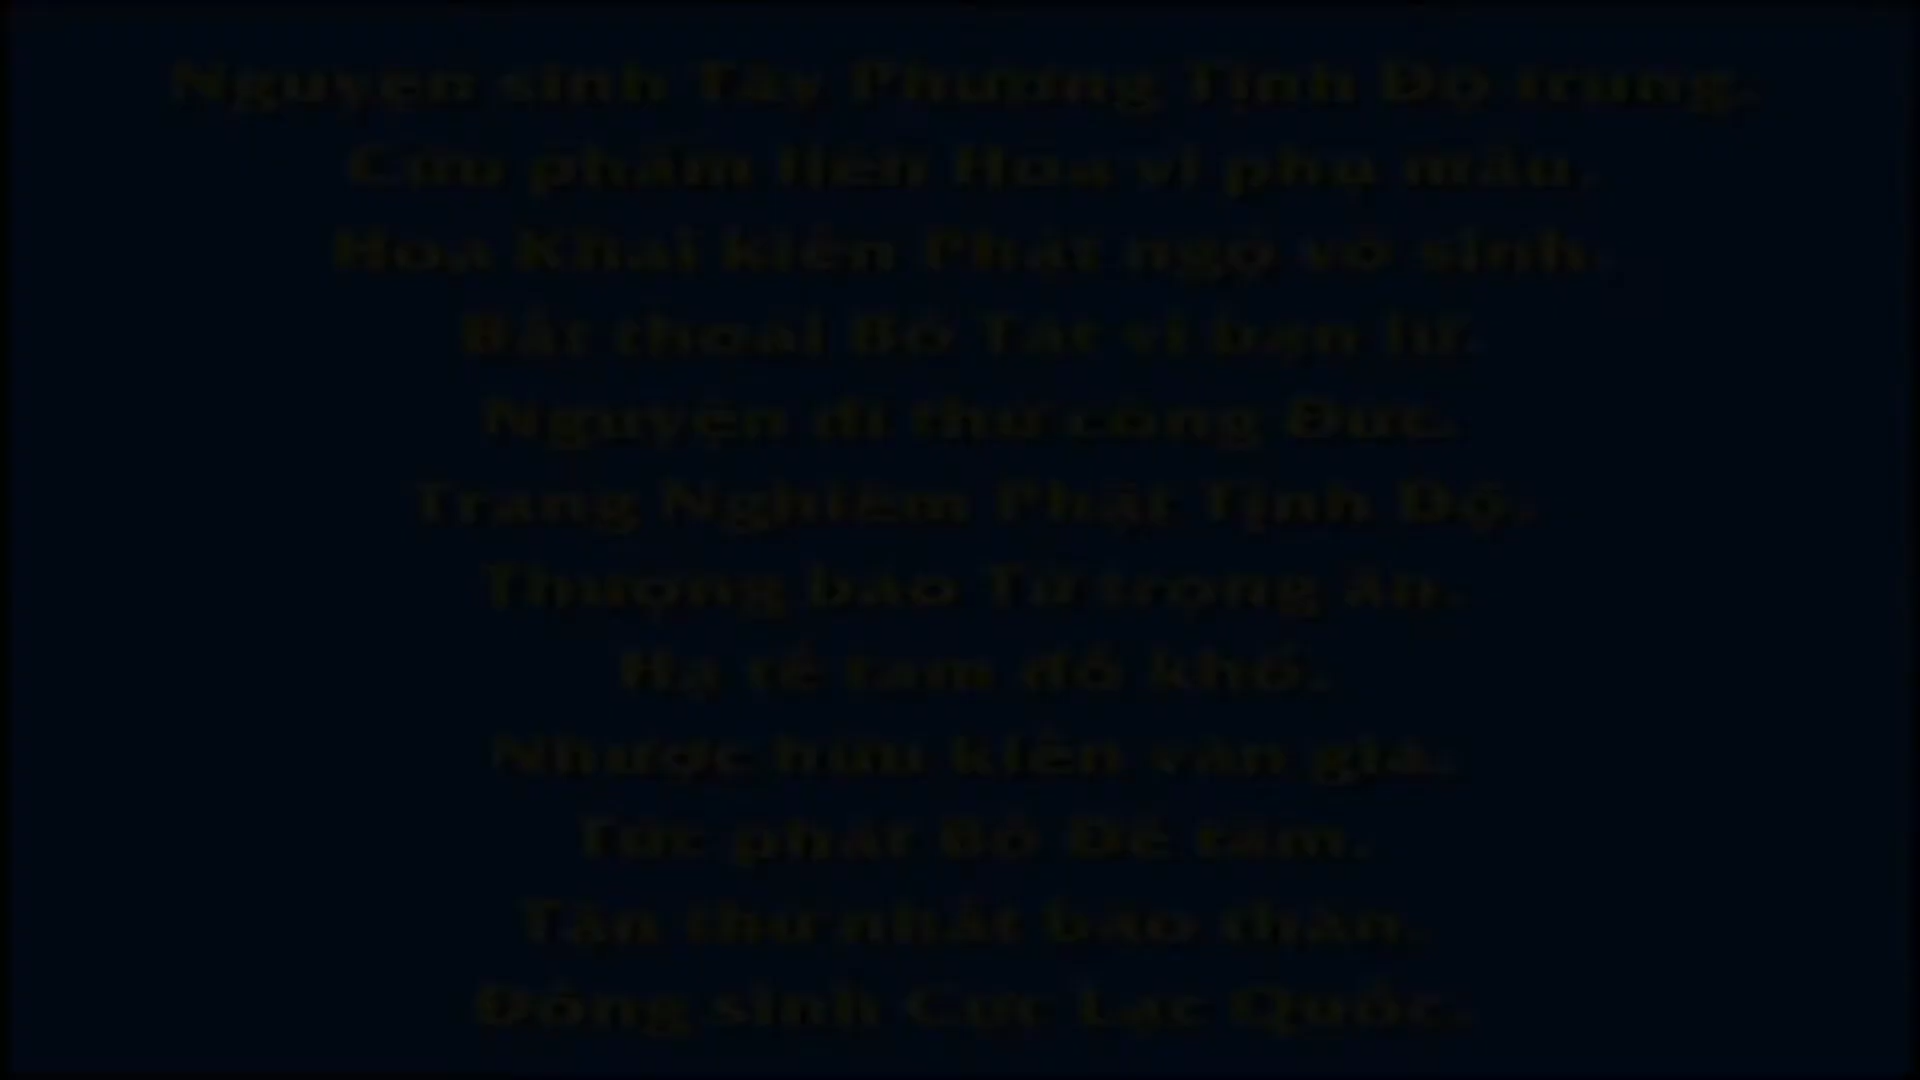 Nguyện sinh Tây Phương Tịnh Độ trung.
Cửu phẩm liên Hoa vi phụ mẫu.
Hoa Khai kiến Phật ngộ vô sinh.
Bất thoái Bồ Tát vi bạn lữ.
Nguyện dĩ thử công Đức.
Trang Nghiêm Phật Tịnh Độ.
Thượng báo Tứ trọng ân.
Hạ tế tam đồ khổ.
Nhược hữu kiến văn giả.
Tức phát Bồ Đề tâm.
Tận thử nhất báo thân.
Đồng sinh Cực Lạc Quốc.